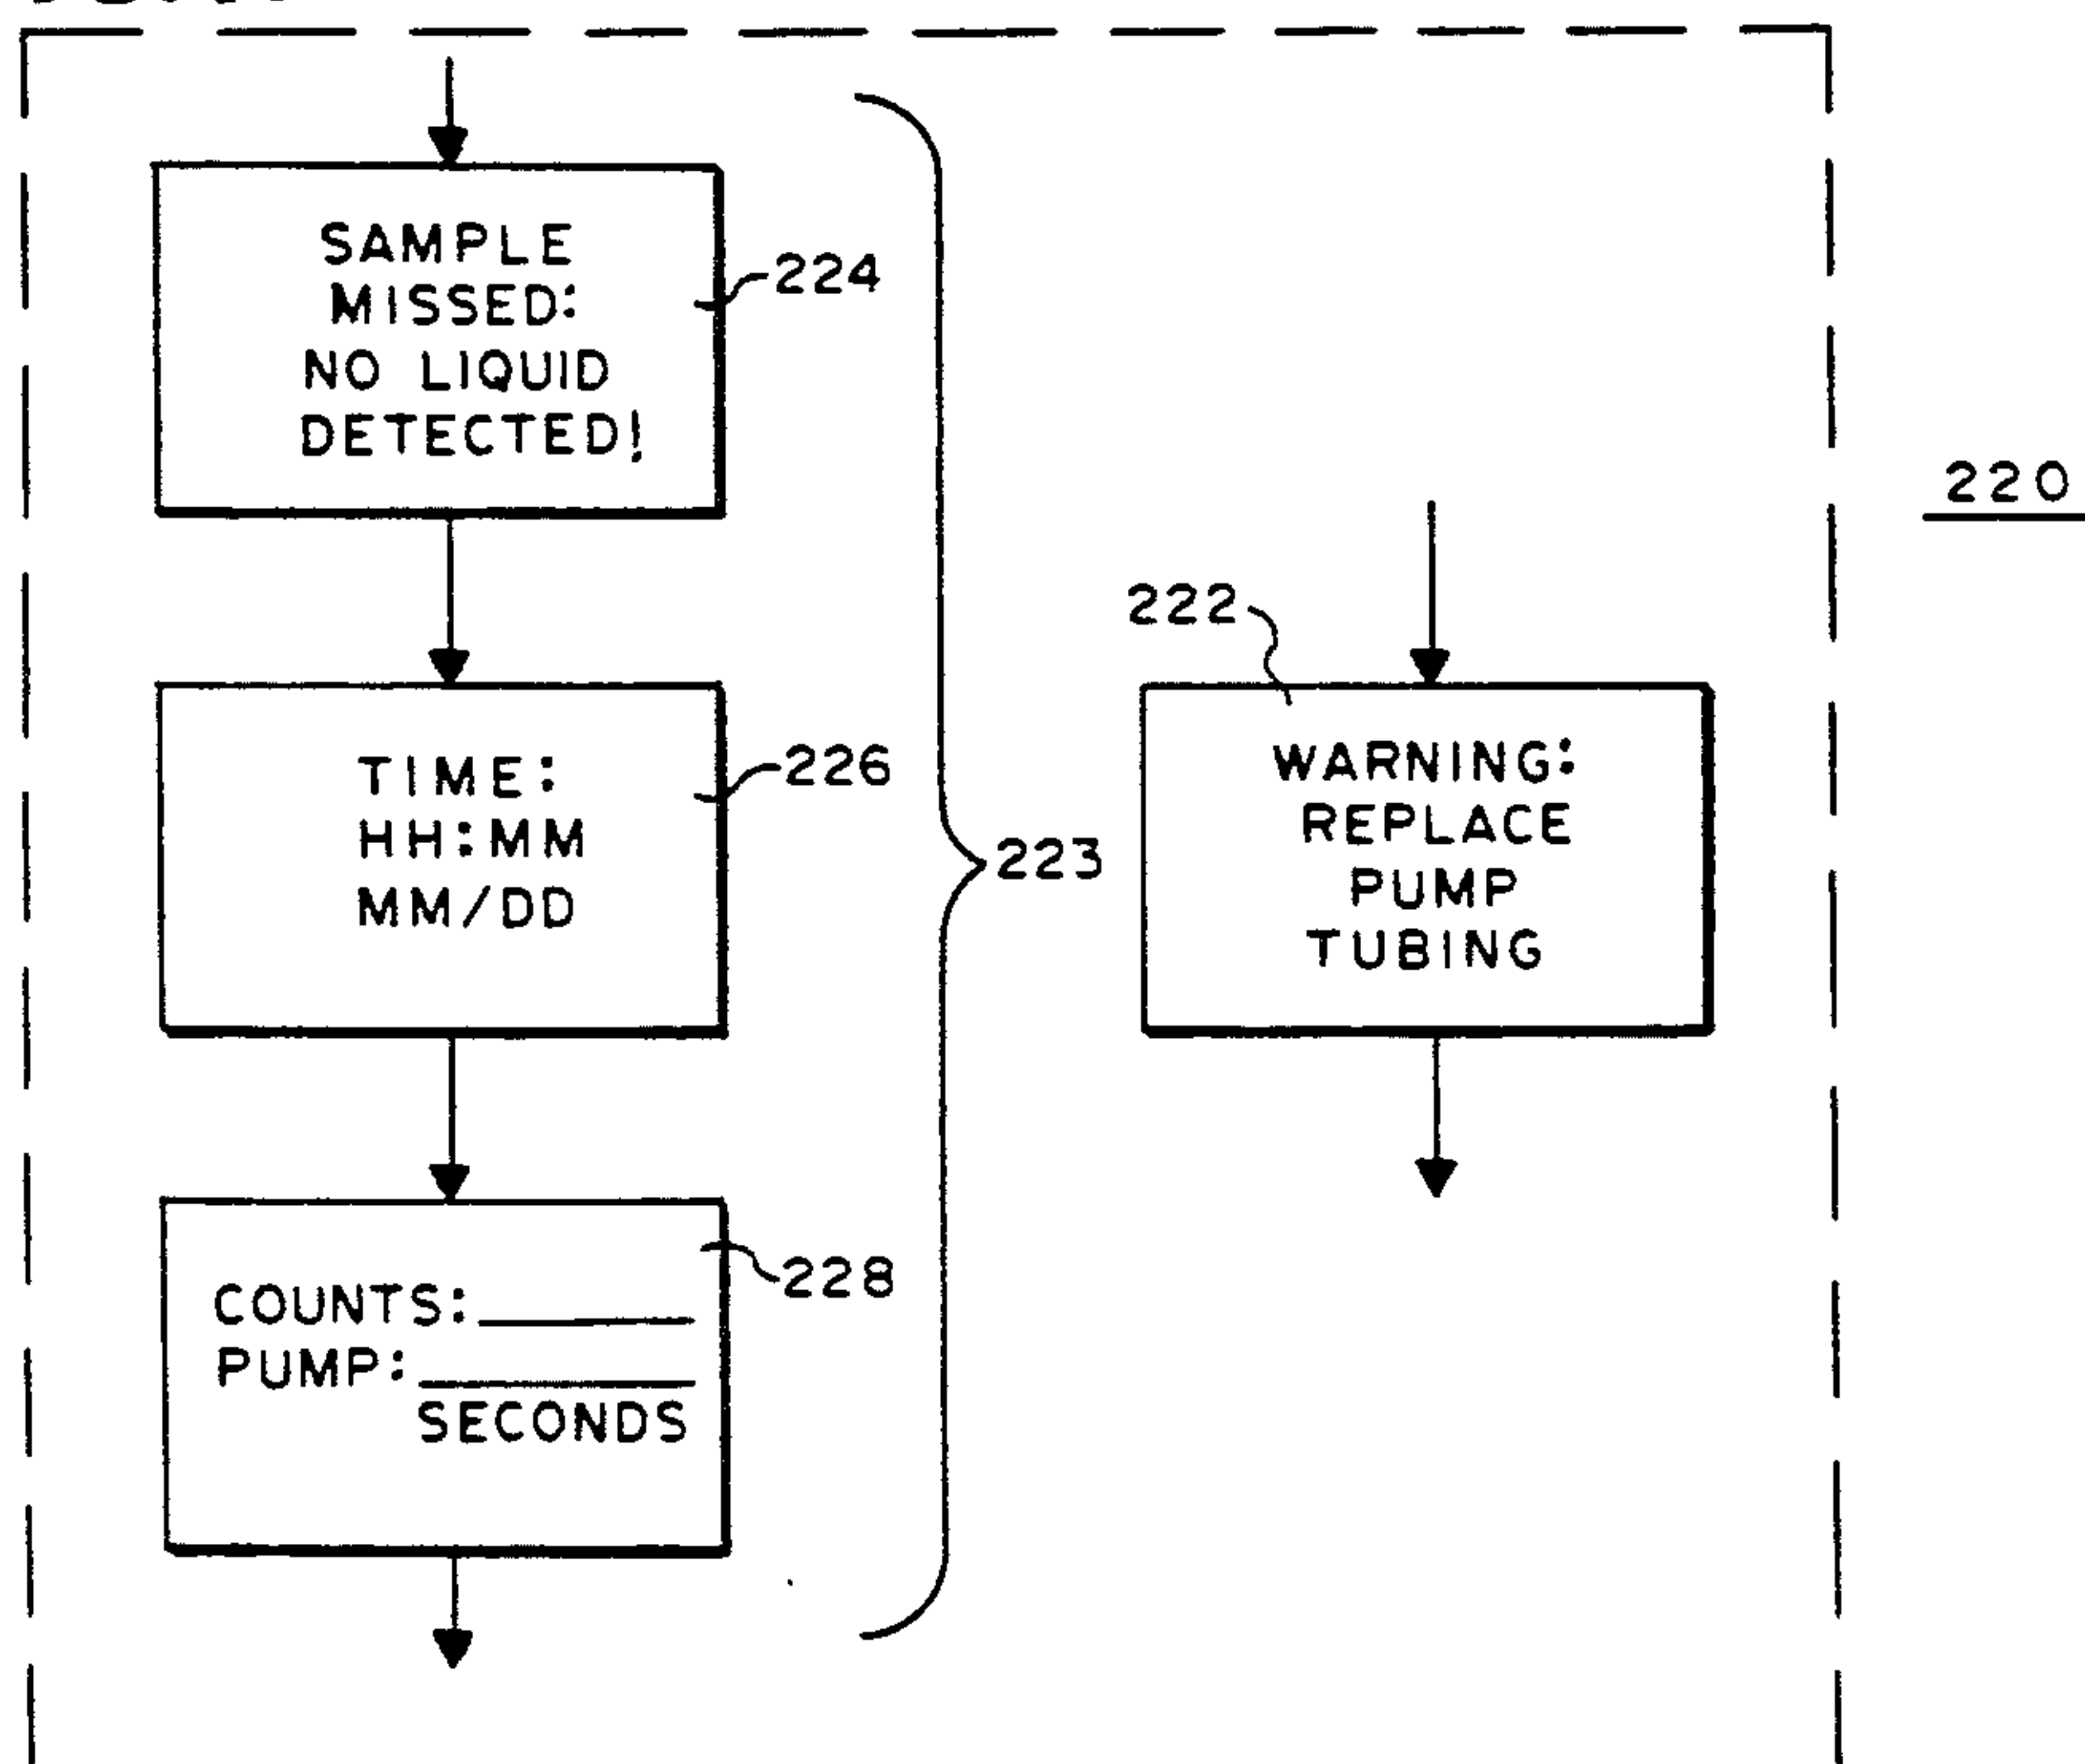 SAMPLE
MISSED:
NO LIQUID
DETECTED!
224
TIME:
HH:MM
MM/DD
226
COUNTS:
PUMP:
SECONDS
228
223
222
WARNING:
REPLACE
PUMP
TUBING
220